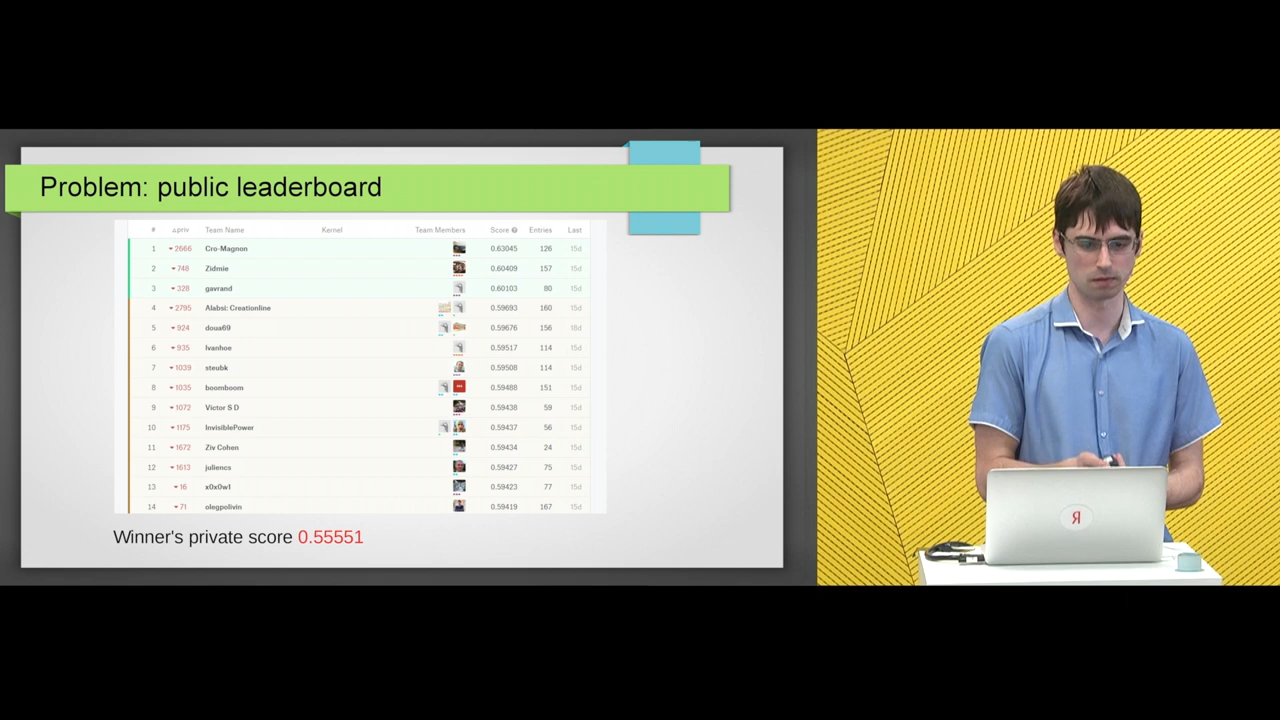 Problem: public leaderboard
# △priv Team Name Kernel Team Members Score Entries Last
1 2666 Cro-Magnon 0.63045 126 15d
2 748 Zidmie 0.60409 157 15d
3 328 gavrand 0.60103 80 15d
4 2795 Alabsi: Creationline 0.59693 160 15d
5 924 doua69 0.59676 156 18d
6 935 Ivanhoe 0.59517 114 15d
7 1039 steubk 0.59508 114 15d
8 1035 boomboom 0.59488 151 15d
9 1072 Victor S D 0.59438 59 15d
10 1175 InvisiblePower 0.59437 56 15d
11 1672 Ziv Cohen 0.59434 24 15d
12 1613 juliencs 0.59427 75 15d
13 16 x0x0w1 0.59423 77 15d
14 71 olegpolivin 0.59419 167 15d
Winner's private score 0.55551
Я